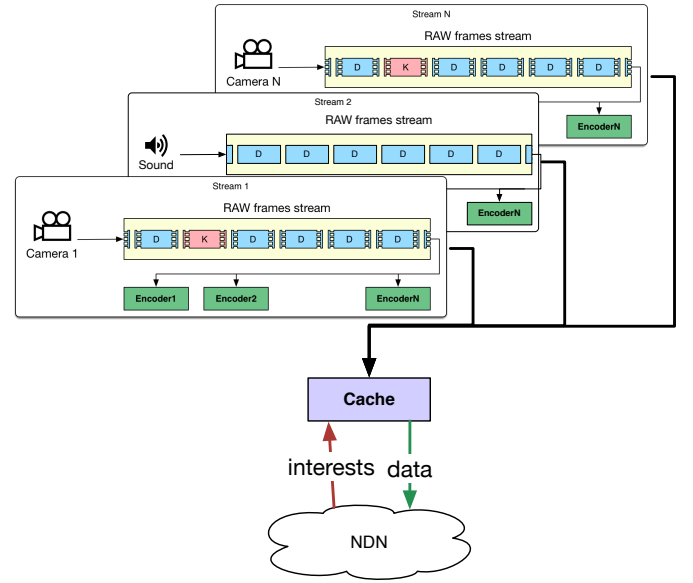 Stream N
RAW frames stream
Camera N
D K D D D D
EncoderN
Stream 2
RAW frames stream
Sound
D D D D D D
EncoderN
Stream 1
RAW frames stream
Camera 1
D K D D D D
Encoder1 Encoder2 EncoderN
Cache
interests data
NDN